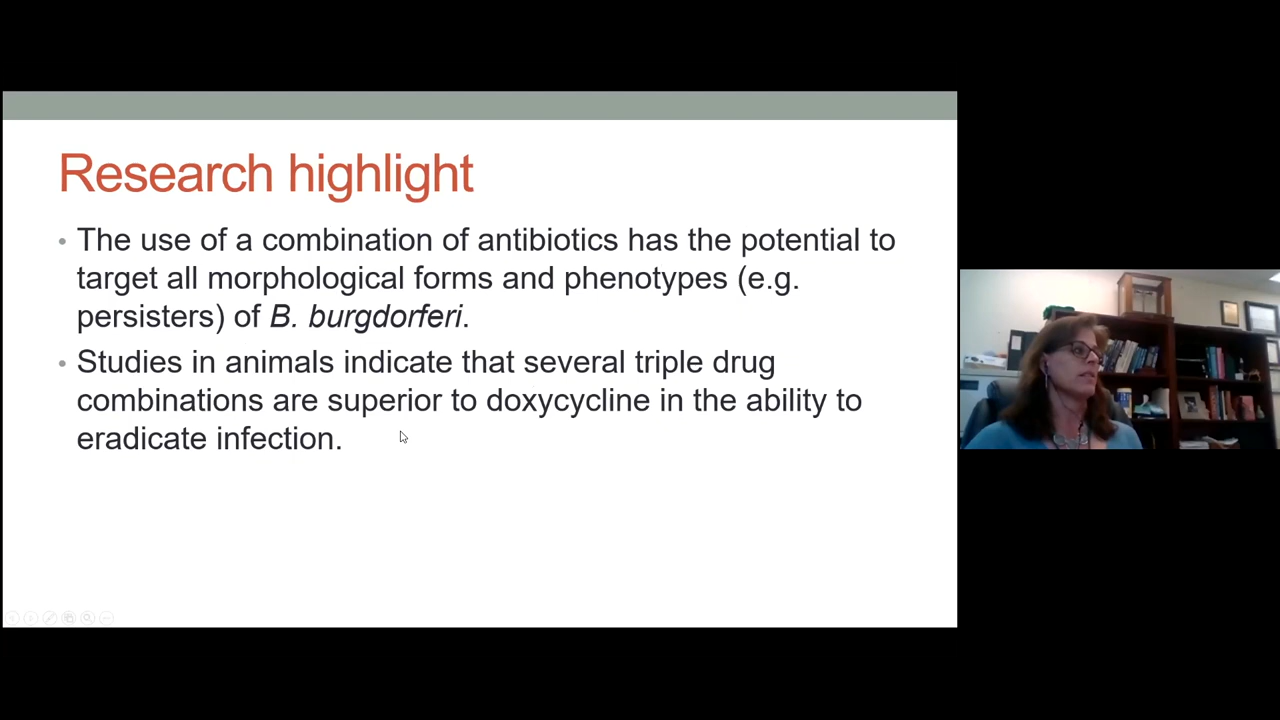 Research highlight
• The use of a combination of antibiotics has the potential to
target all morphological forms and phenotypes (e.g.
persisters) of B. burgdorferi.
• Studies in animals indicate that several triple drug
combinations are superior to doxycycline in the ability to
eradicate infection.